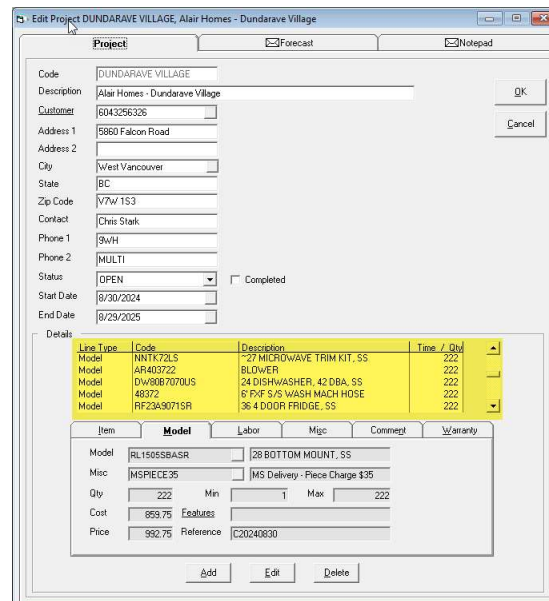 Edit Project DUNDARAVE VILLAGE, Alair Homes - Dundarave Village
Project Forecast Notepad
Code DUNDARAVE VILLAGE
Description Alair Homes - Dundarave Village
OK
Customer 6043256326
Address 1 5860 Falcon Road
Cancel
Address 2
City West Vancouver
State BC
Zip Code V7W 1S3
Contact Chris Stark
Phone 1 9WH
Phone 2 MULTI
Status OPEN Completed
Start Date 8/30/2024
End Date 8/29/2025
Details
Line Type Code Description Time / Qty
Model NNTK72LS ~27 MICROWAVE TRIM KIT, SS 222
Model AR403722 BLOWER 222
Model DW80B7070US 24 DISHWASHER, 42 DBA, SS 222
Model 48372 6' FXF S/S WASH MACH HOSE 222
Model RF23A9071SR 36 4 DOOR FRIDGE, SS 222
Item Model Labor Misc Comment Warranty
Model RL1505SBASR 28 BOTTOM MOUNT, SS
Misc MSPIECE35 MS Delivery - Piece Charge $35
Qty 222 Min 1 Max 222
Cost 859.75 Features
Price 992.75 Reference C20240830
Add Edit Delete